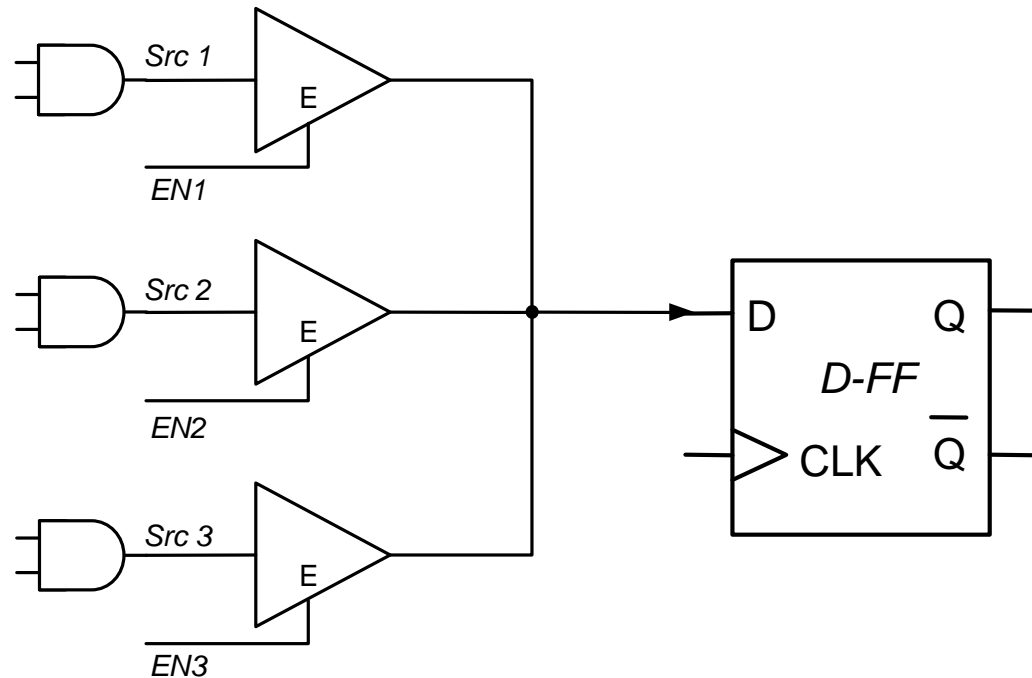 Src 1
E
EN1
Src 2
E
EN2
D Q
D-FF
CLK Q
Src 3
E
EN3